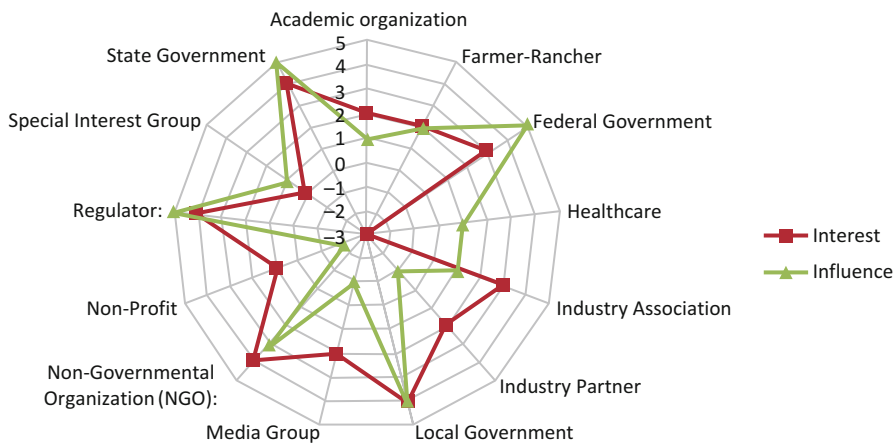 Academic organization
State Government
Farmer-Rancher
Special Interest Group
Federal Government
Regulator:
Healthcare
Non-Profit
Industry Association
Non-Governmental
Organization (NGO):
Industry Partner
Media Group
Local Government
5
4
3
2
1
0
−1
−2
−3
Interest
Influence